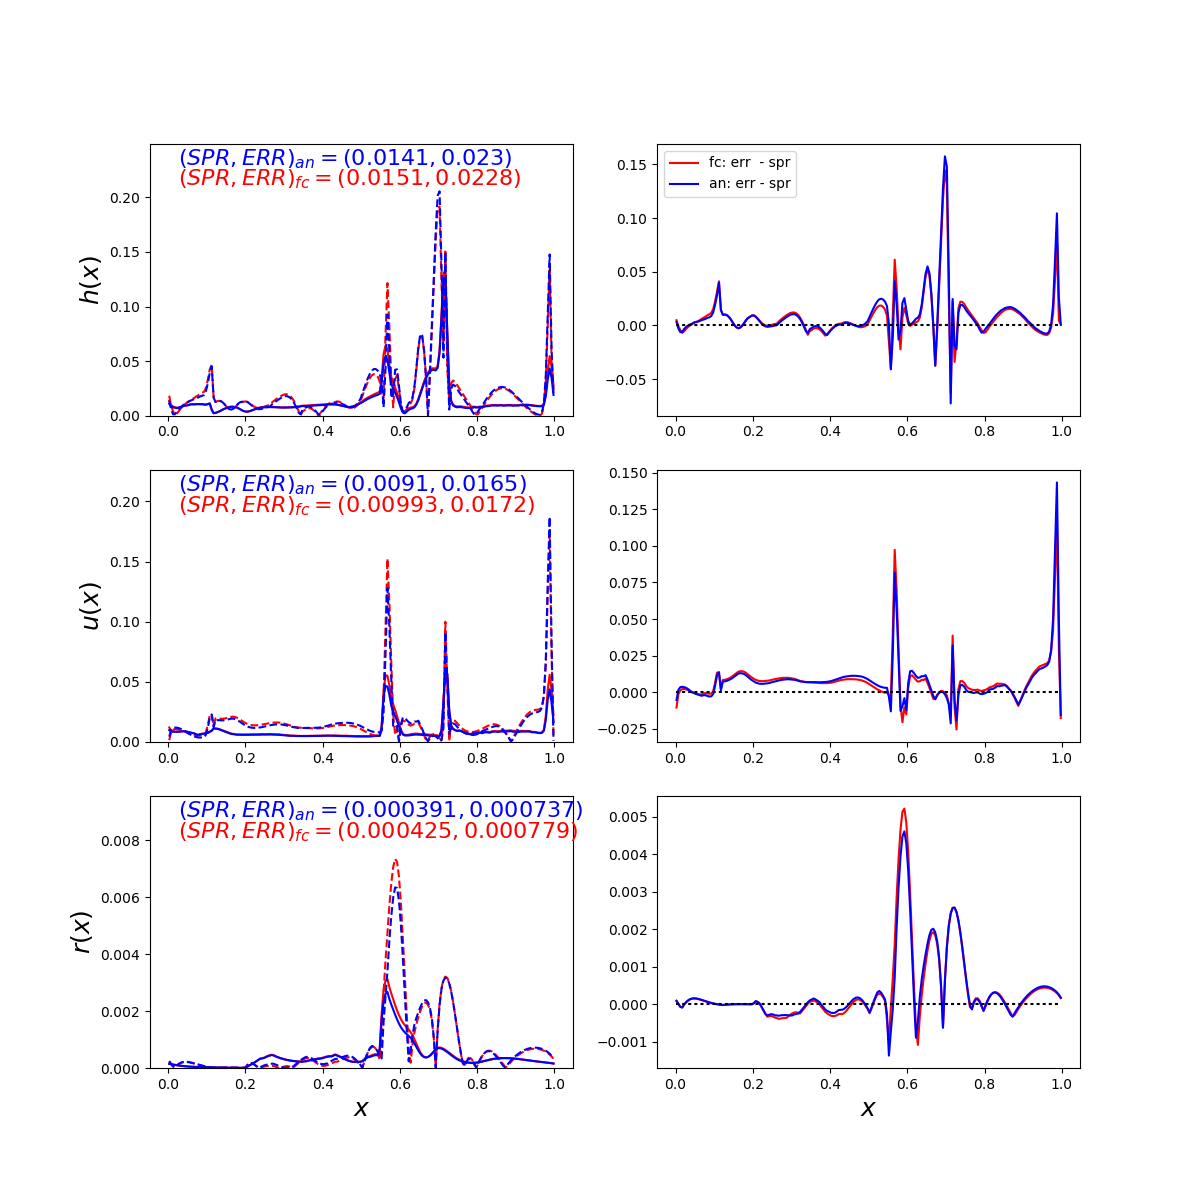 (SPR, ERR)an = (0.0141, 0.023)
(SPR, ERR)fc = (0.0151, 0.0228)
h(x)
0.20
0.15
0.10
0.05
0.00
0.0 0.2 0.4 0.6 0.8 1.0
fc: err - spr
an: err - spr
0.15
0.10
0.05
0.00
−0.05
0.0 0.2 0.4 0.6 0.8 1.0
(SPR, ERR)an = (0.0091, 0.0165)
(SPR, ERR)fc = (0.00993, 0.0172)
u(x)
0.20
0.15
0.10
0.05
0.00
0.0 0.2 0.4 0.6 0.8 1.0
0.150
0.125
0.100
0.075
0.050
0.025
0.000
−0.025
0.0 0.2 0.4 0.6 0.8 1.0
(SPR, ERR)an = (0.000391, 0.000737)
(SPR, ERR)fc = (0.000425, 0.000779)
r(x)
0.008
0.006
0.004
0.002
0.000
0.0 0.2 0.4 0.6 0.8 1.0
x
0.005
0.004
0.003
0.002
0.001
0.000
−0.001
0.0 0.2 0.4 0.6 0.8 1.0
x